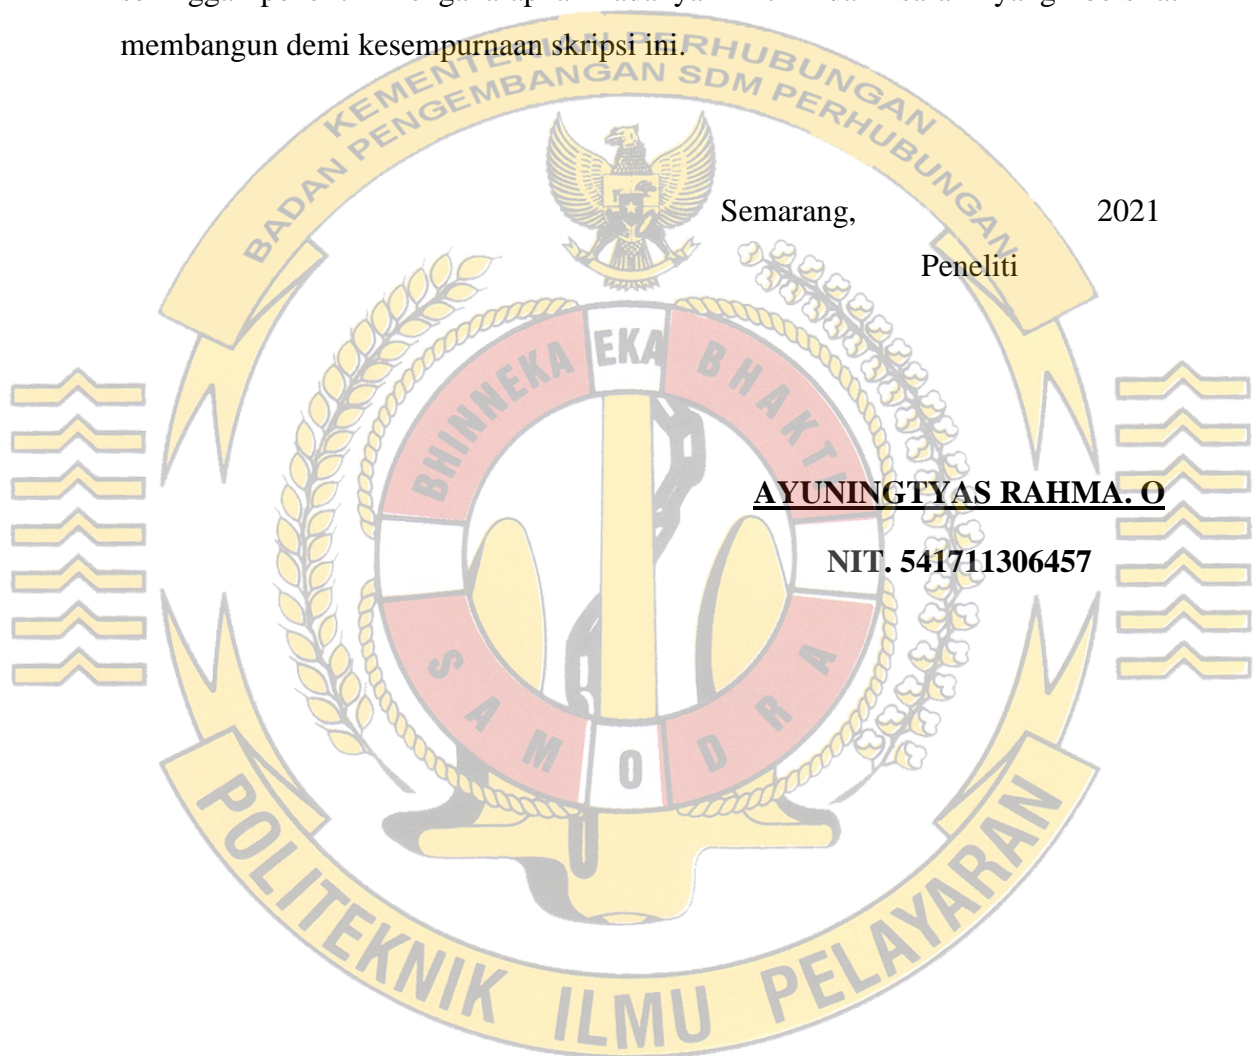 membangun demi kesempurnaan skripsi ini.
KEMENTERIAN PERHUBUNGAN
BADAN PENGEMBANGAN SDM PERHUBUNGAN
Semarang, 2021
Peneliti
BHINNEKA EKA BHAKTI
AYUNINGTYAS RAHMA. O
NIT. 541711306457
SAMODRA
POLITEKNIK ILMU PELAYARAN